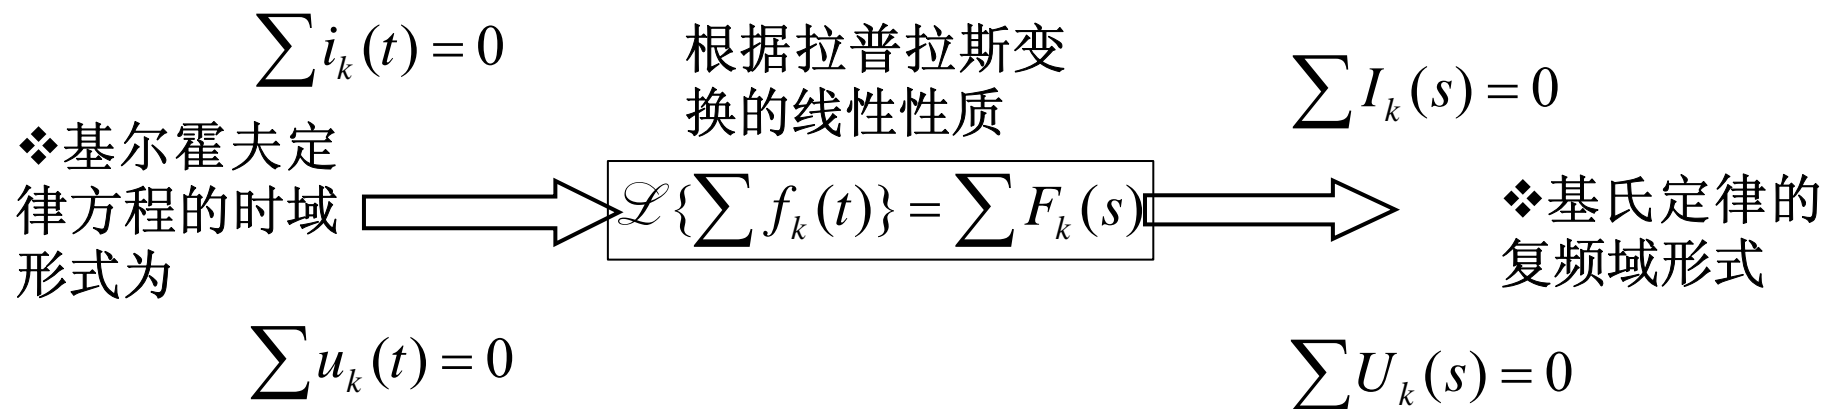 ∑i_k(t) = 0
❖基尔霍夫定
律方程的时域
形式为
∑u_k(t) = 0
根据拉普拉斯变
换的线性性质
ℒ{∑f_k(t)} = ∑F_k(s)
∑I_k(s) = 0
❖基氏定律的
复频域形式
∑U_k(s) = 0